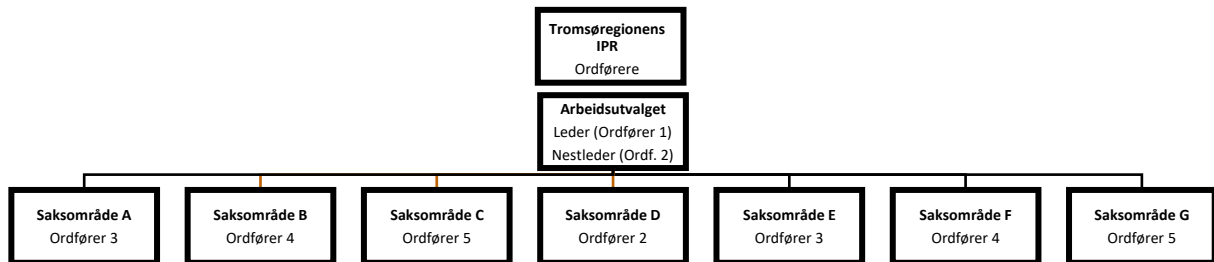 Tromsøregionens
IPR
Ordførere
Arbeidsutvalget
Leder (Ordfører 1)
Nestleder (Ordf. 2)
Saksområde A
Ordfører 3
Saksområde B
Ordfører 4
Saksområde C
Ordfører 5
Saksområde D
Ordfører 2
Saksområde E
Ordfører 3
Saksområde F
Ordfører 4
Saksområde G
Ordfører 5